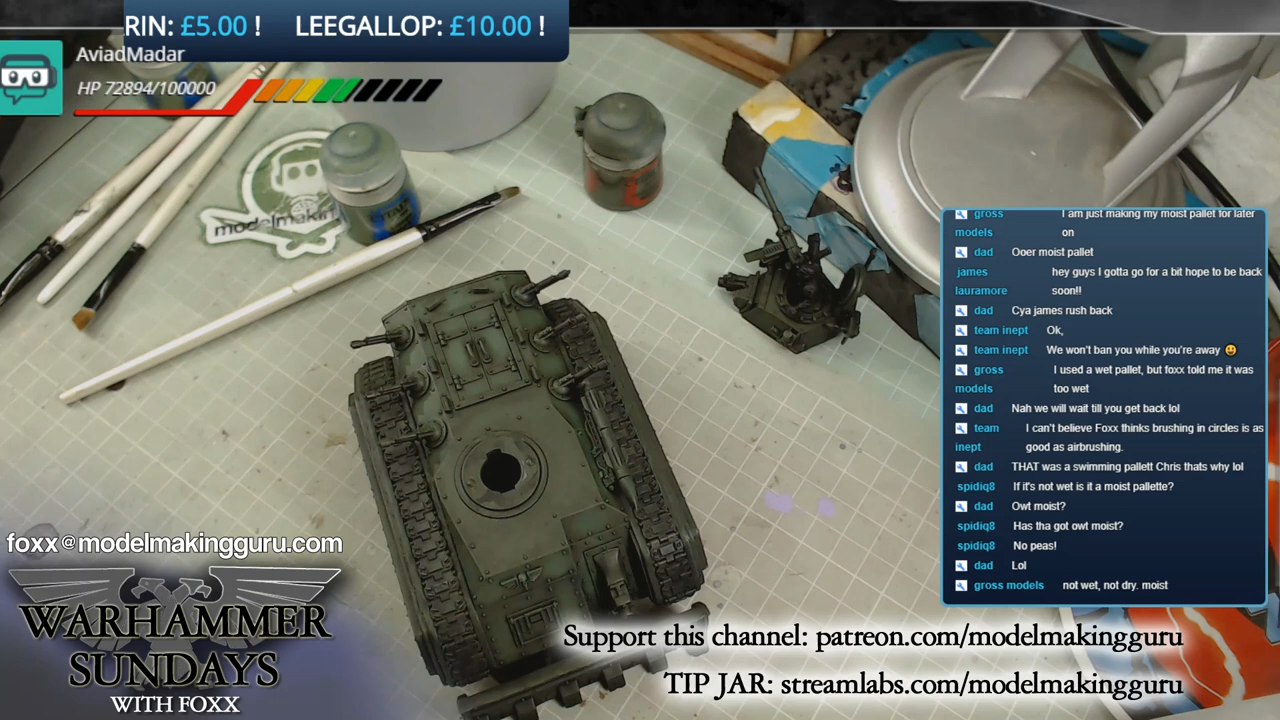 RIN: £5.00 ! LEEGALLOP: £10.00 !
AviadMadar
HP 72894/100000
modelmakin
gross I am just making my moist pallet for later
models on
dad Ooer moist pallet
james hey guys I gotta go for a bit hope to be back
lauramore soon!!
dad Cya james rush back
team inept Ok,
team inept We won't ban you while you're away 😃
gross I used a wet pallet, but foxx told me it was
models too wet
dad Nah we will wait till you get back lol
team I can't believe Foxx thinks brushing in circles is as
inept good as airbrushing.
dad THAT was a swimming pallett Chris thats why lol
spidiq8 If it's not wet is it a moist pallette?
dad Owt moist?
spidiq8 Has tha got owt moist?
spidiq8 No peas!
dad Lol
gross models not wet, not dry. moist
foxx@modelmakingguru.com
WARHAMMER
SUNDAYS
WITH FOXX
Support this channel: patreon.com/modelmakingguru
TIP JAR: streamlabs.com/modelmakingguru